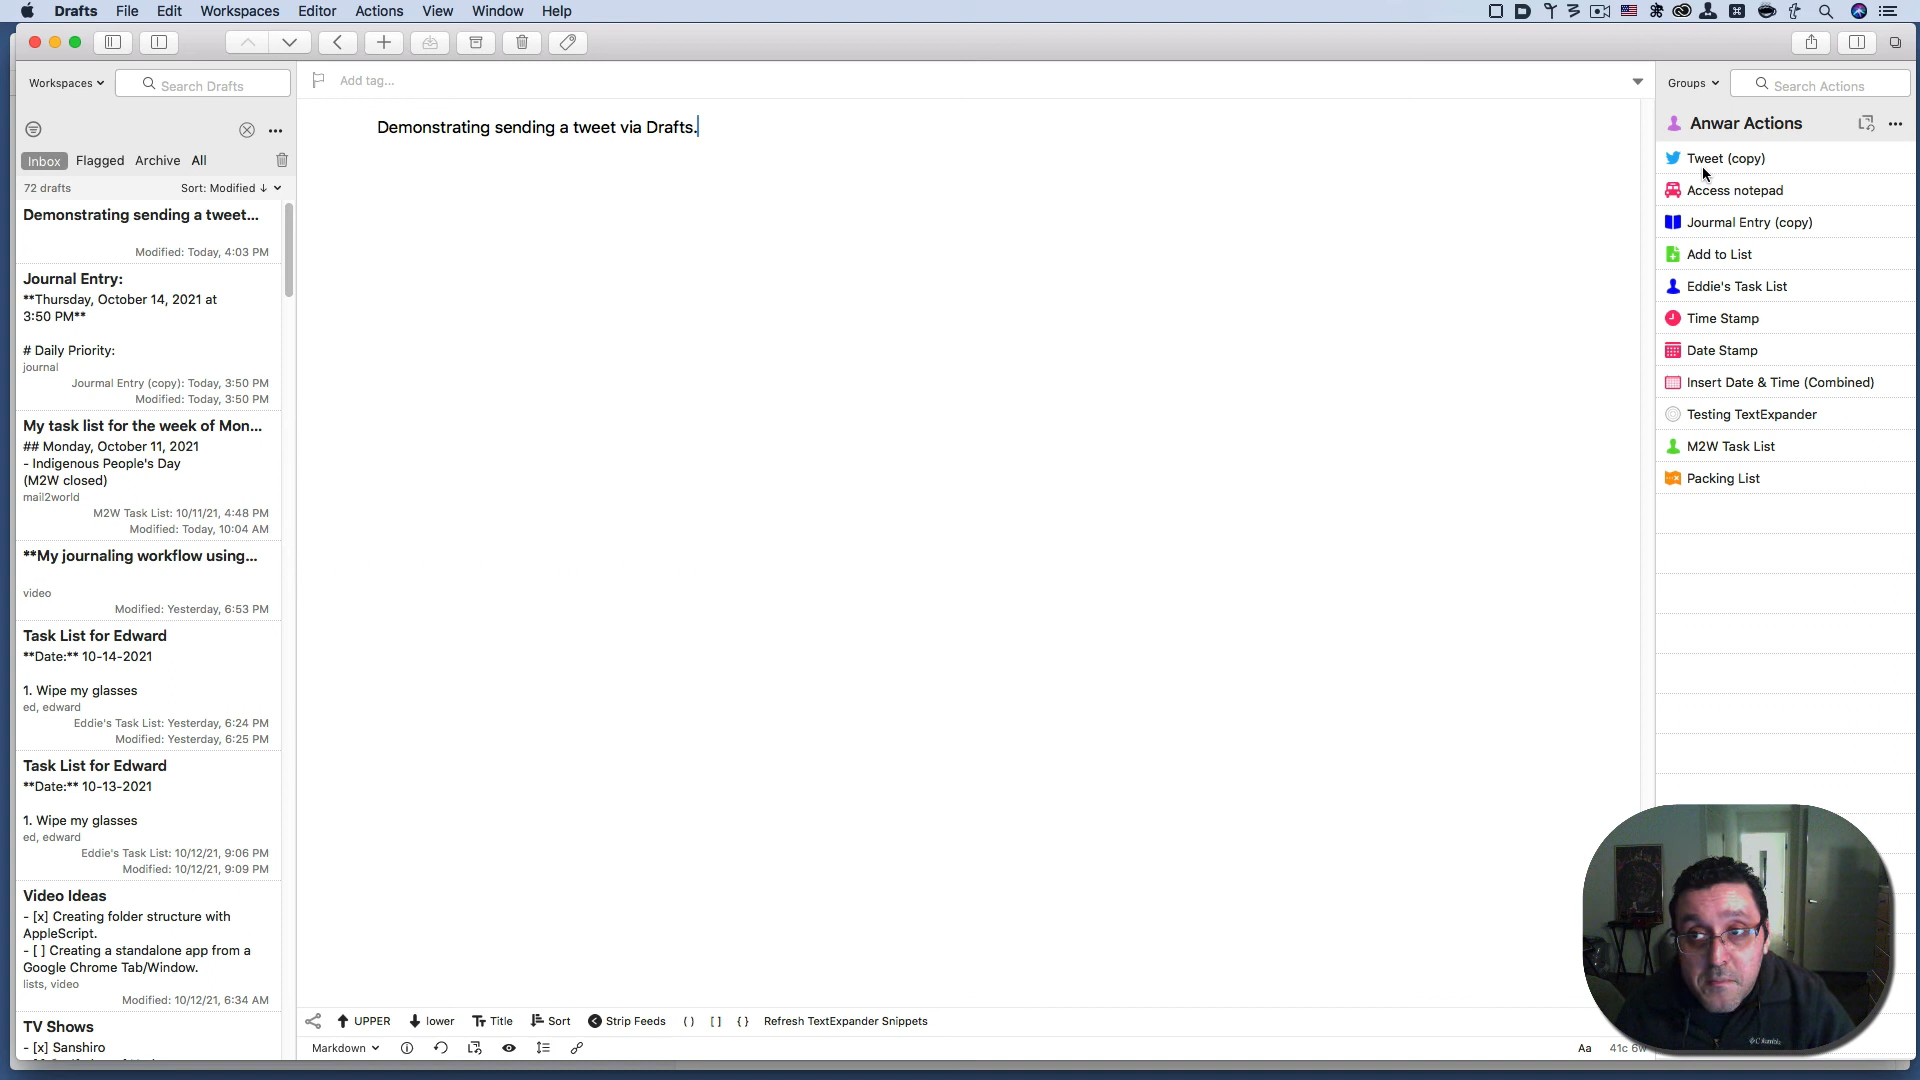 Drafts File Edit Workspaces Editor Actions View Window Help
Workspaces Search Drafts
Add tag...
Groups Search Actions
Inbox Flagged Archive All
72 drafts Sort: Modified ↓
Demonstrating sending a tweet...
Modified: Today, 4:03 PM
Journal Entry:
**Thursday, October 14, 2021 at
3:50 PM**
# Daily Priority:
journal
Jourmal Entry (copy): Today, 3:50 PM
Modified: Today, 3:50 PM
My task list for the week of Mon...
## Monday, October 11, 2021
- Indigenous People's Day
(M2W closed)
mail2world
M2W Task List: 10/11/21, 4:48 PM
Modified: Today, 10:04 AM
**My journaling workflow using...
video
Modified: Yesterday, 6:53 PM
Task List for Edward
**Date:** 10-14-2021
1. Wipe my glasses
ed, edward
Eddie's Task List: Yesterday, 6:24 PM
Modified: Yesterday, 6:25 PM
Task List for Edward
**Date:** 10-13-2021
1. Wipe my glasses
ed, edward
Eddie's Task List: 10/12/21, 9:06 PM
Modified: 10/12/21, 9:09 PM
Video Ideas
- [x] Creating folder structure with
AppleScript.
- [ ] Creating a standalone app from a
Google Chrome Tab/Window.
lists, video
Modified: 10/12/21, 6:34 AM
TV Shows
- [x] Sanshiro
Demonstrating sending a tweet via Drafts.
UPPER lower Title Sort Strip Feeds ( ) [ ] { } Refresh TextExpander Snippets
Markdown Aa 41c 6w
Anwar Actions
Tweet (copy)
Access notepad
Jourmal Entry (copy)
Add to List
Eddie's Task List
Time Stamp
Date Stamp
Insert Date & Time (Combined)
Testing TextExpander
M2W Task List
Packing List
Columbia